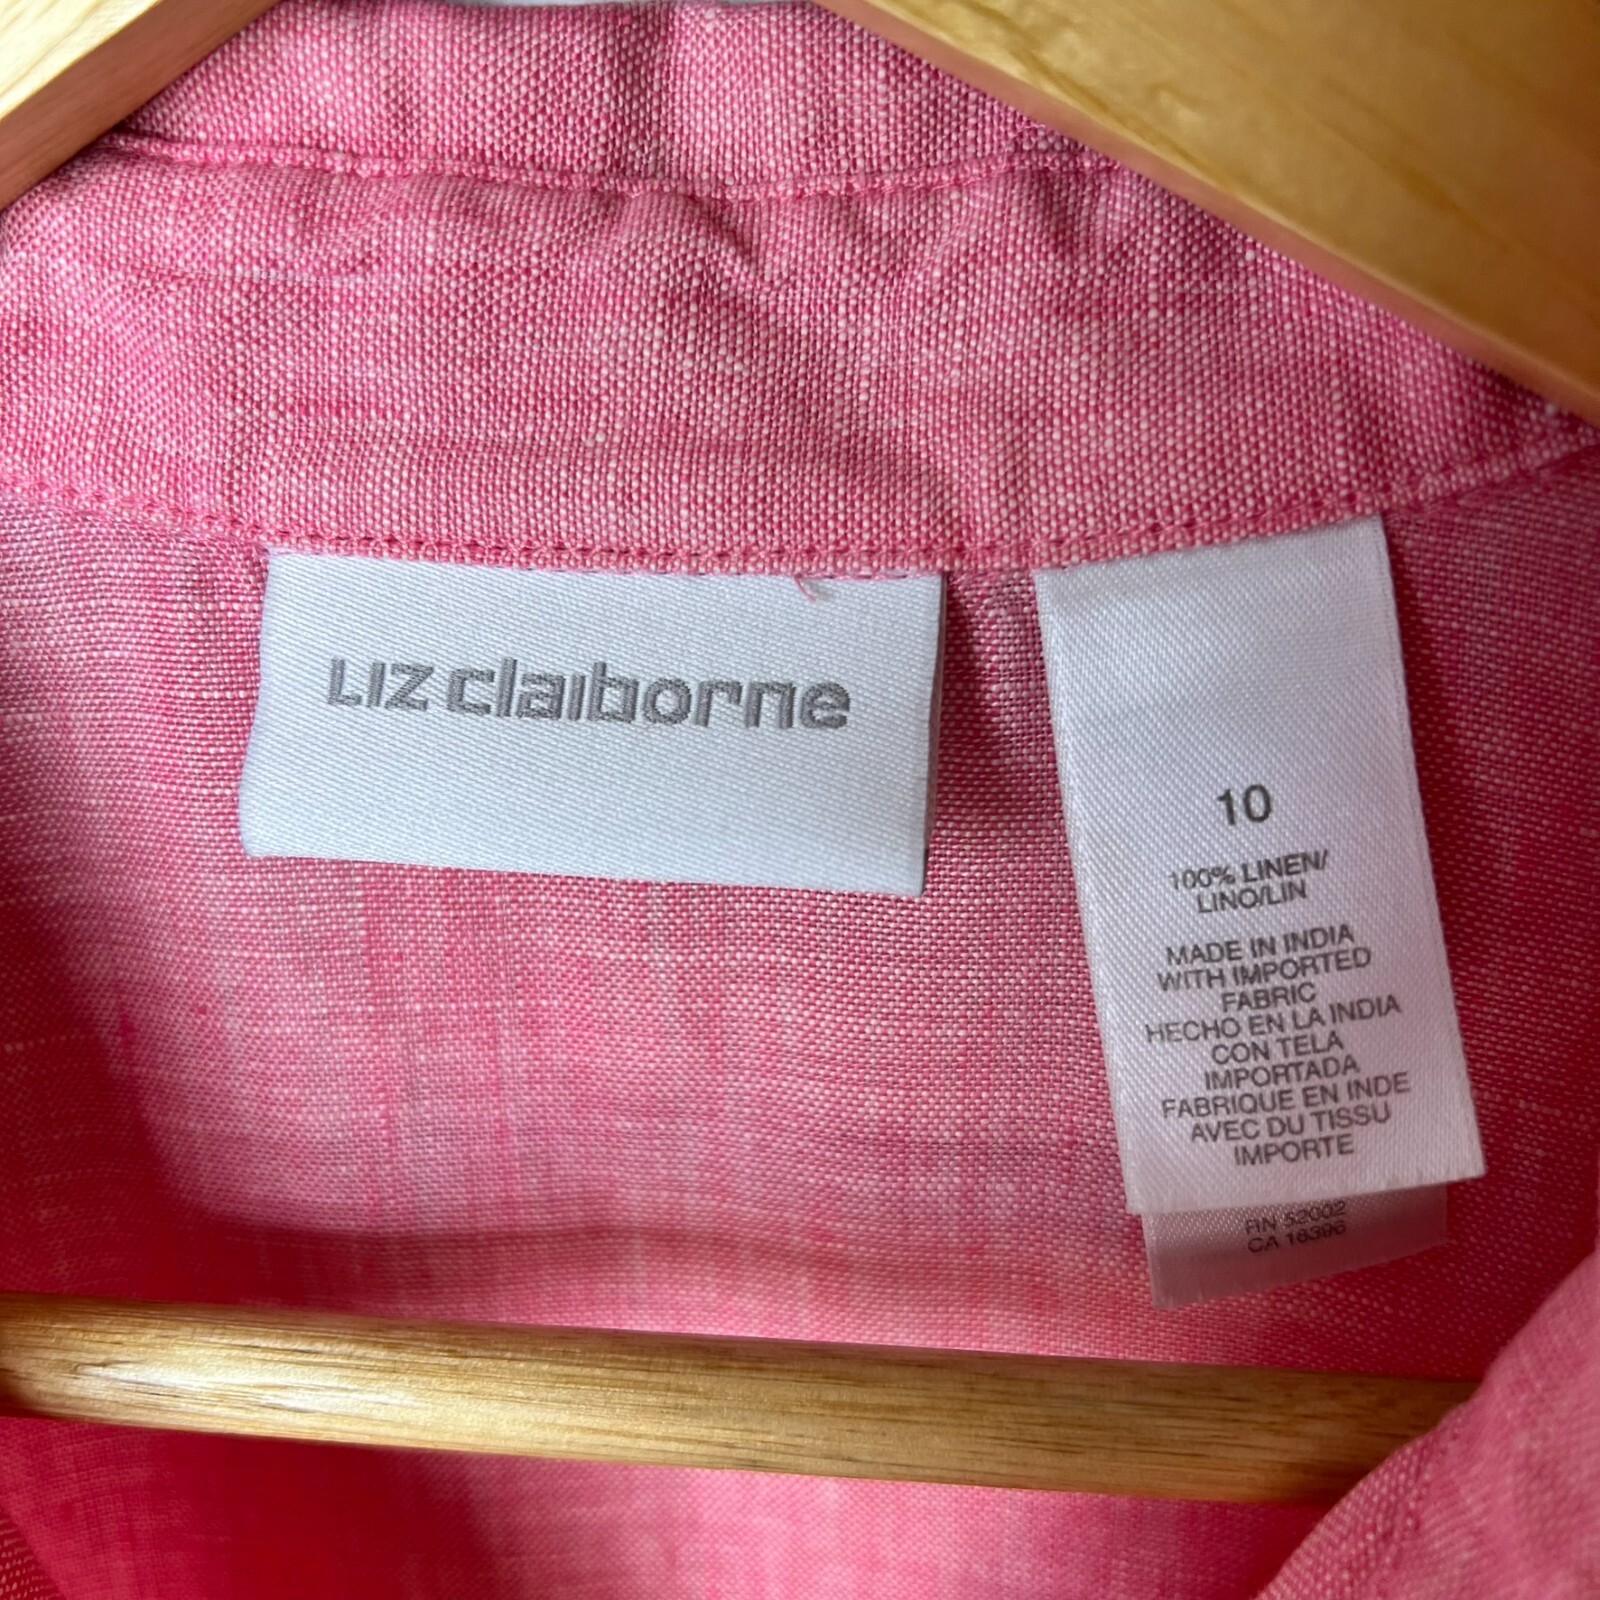 LIZ claiborne
10
100% LINEN/
LINO/LIN
MADE IN INDIA
WITH IMPORTED
FABRIC
HECHO EN LA INDIA
CON TELA
IMPORTADA
FABRIQUE EN INDE
AVEC DU TISSU
IMPORTE
RN 52002
CA 16396